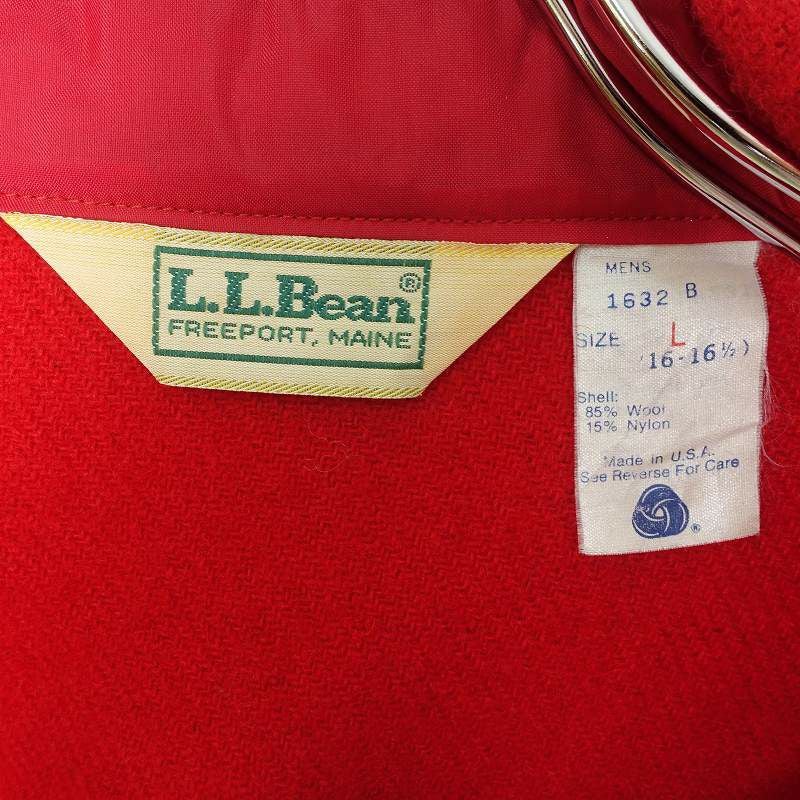 L.L.Bean®
FREEPORT, MAINE
MENS
1632 B
SIZE L
(16-16½)
Shell:
85% Wool
15% Nylon
Made in U.S.A.
See Reverse For Care
®